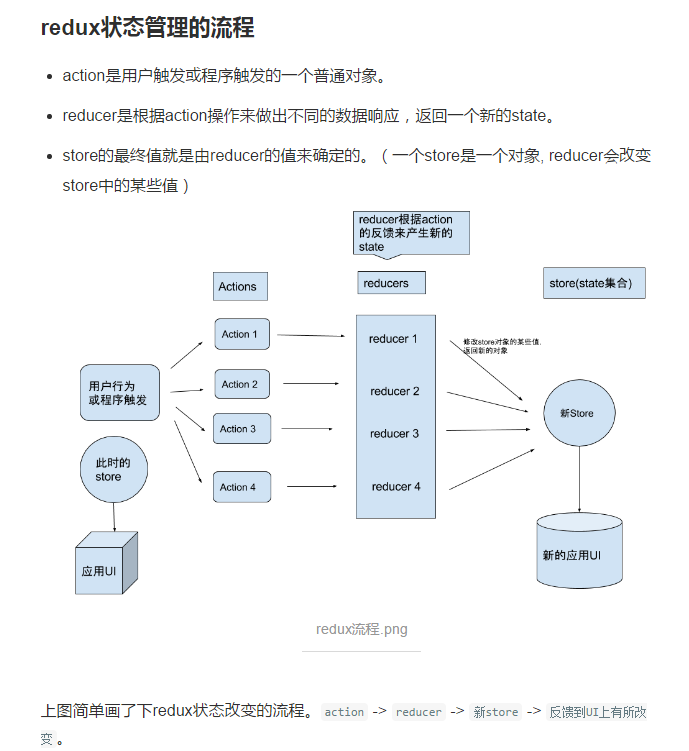 redux状态管理的流程
action是用户触发或程序触发的一个普通对象。
reducer是根据action操作来做出不同的数据响应，返回一个新的state。
store的最终值就是由reducer的值来确定的。（一个store是一个对象, reducer会改变
store中的某些值）
reducer根据action
的反馈来产生新的
state
Actions
reducers
store(state集合)
Action 1
reducer 1
修改store对象的某些值.
返回新的对象
用户行为
或程序触发
Action 2
reducer 2
新Store
Action 3
reducer 3
此时的
store
Action 4
reducer 4
应用UI
新的应用UI
redux流程.png
上图简单画了下redux状态改变的流程。 action -> reducer -> 新store -> 反馈到UI上有所改
变 。